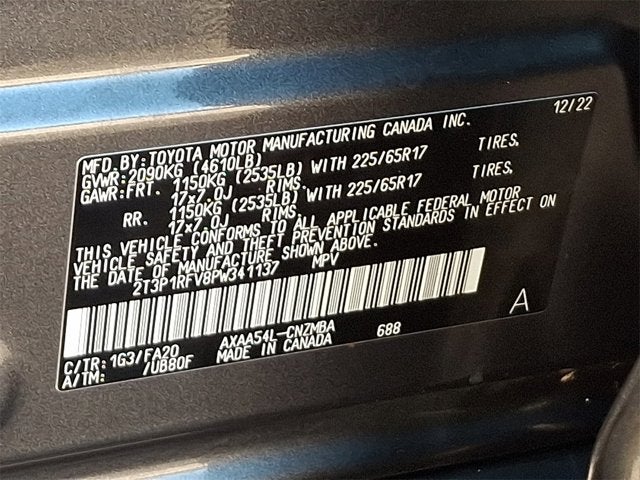 12/22
MFD.BY: TOYOTA MOTOR MANUFACTURING CANADA INC.
GVWR: 2090KG (4610LB)
GAWR: FRT. 1150KG (2535LB) WITH 225/65R17 TIRES,
17x7.0J RIMS
RR. 1150KG (2535LB) WITH 225/65R17 TIRES,
17x7.0J RIMS
THIS VEHICLE CONFORMS TO ALL APPLICABLE FEDERAL MOTOR
VEHICLE SAFETY AND THEFT PREVENTION STANDARDS IN EFFECT ON
THE DATE OF MANUFACTURE SHOWN ABOVE.
2T3P1RFV8PW341137 MPV
A
C/TR: 1G3/FA20 AXAA54L-CNZMBA 688
A/TM: /UB80F MADE IN CANADA